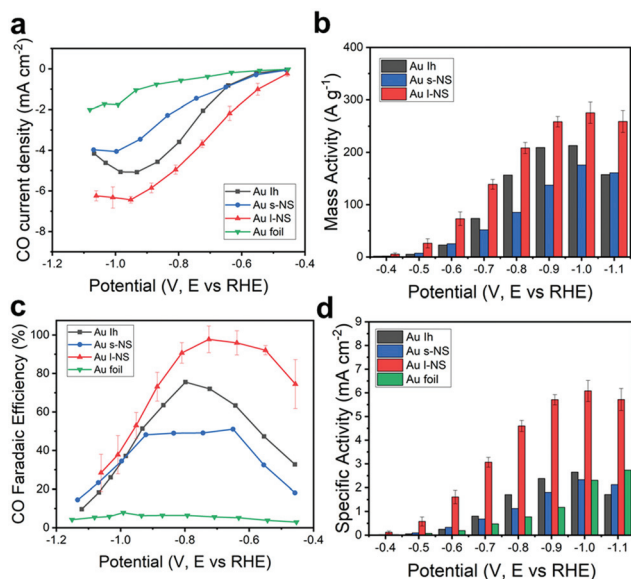 a
CO current density (mA cm⁻²)
0
-2
-4
-6
-8
Au Ih
Au s-NS
Au l-NS
Au foil
-1.0
-0.8
-0.6
-0.4
Potential (V, E vs RHE)
b
Mass Activity (A g⁻¹)
400
350
300
250
200
150
100
50
0
Au Ih
Au s-NS
Au l-NS
-0.4 -0.5 -0.6 -0.7 -0.8 -0.9 -1.0 -1.1
Potential (V, E vs RHE)
c
CO Faradaic Efficiency (%)
100
80
60
40
20
0
Au Ih
Au s-NS
Au l-NS
Au foil
-1.2 -1.0 -0.8 -0.6 -0.4
Potential (V, E vs RHE)
d
Specific Activity (mA cm⁻²)
9
8
7
6
5
4
3
2
1
0
Au Ih
Au s-NS
Au l-NS
Au foil
-0.4 -0.5 -0.6 -0.7 -0.8 -0.9 -1.0 -1.1
Potential (V, E vs RHE)